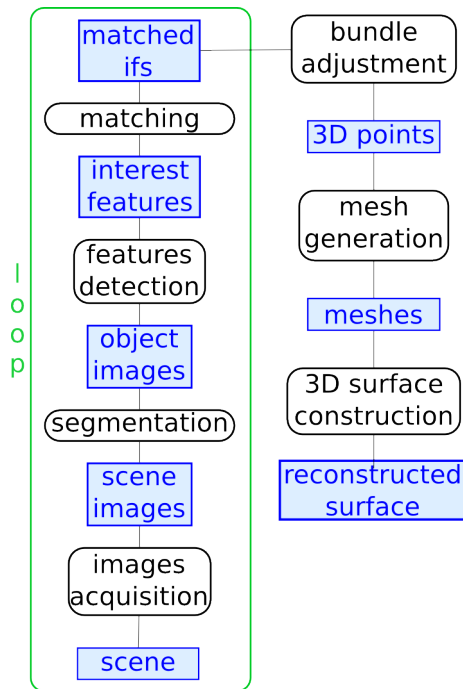 matched
ifs
matching
interest
features
features
detection
object
images
segmentation
scene
images
images
acquisition
scene
loop
bundle
adjustment
3D points
mesh
generation
meshes
3D surface
construction
reconstructed
surface